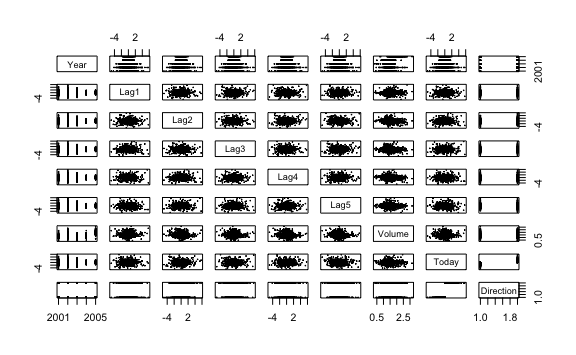 -4 2 -4 2 -4 2 -4 2
Year 2001
-4 Lag1
Lag2 -4
-4 Lag3
Lag4 -4
-4 Lag5
Volume 0.5
-4 Today
Direction 1.0
2001 2005 -4 2 -4 2 -4 2 0.5 2.5 1.0 1.8